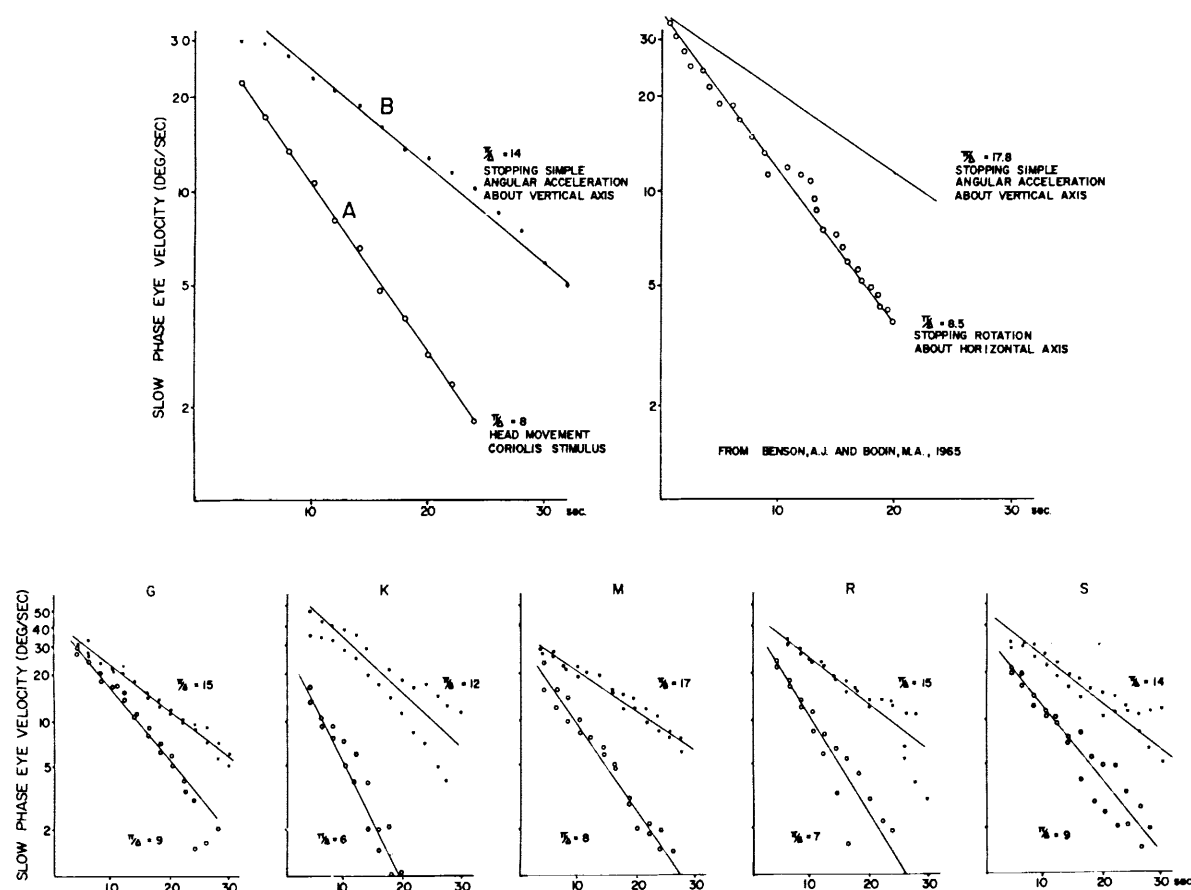 SLOW PHASE EYE VELOCITY (DEG/SEC)
30
20
10
5
2
B
A
π/Δ = 14
STOPPING SIMPLE
ANGULAR ACCELERATION
ABOUT VERTICAL AXIS
π/Δ = 8
HEAD MOVEMENT
CORIOLIS STIMULUS
10 20 30 sec.
30
20
10
5
2
π/Δ = 17.8
STOPPING SIMPLE
ANGULAR ACCELERATION
ABOUT VERTICAL AXIS
π/Δ = 8.5
STOPPING ROTATION
ABOUT HORIZONTAL AXIS
FROM BENSON, A.J. AND BODIN, M.A., 1965
10 20 30 sec.
SLOW PHASE EYE VELOCITY (DEG/SEC)
50
40
30
20
10
5
2
G
π/Δ = 15
π/Δ = 9
10 20 30
K
π/Δ = 12
π/Δ = 6
10 20 30
M
π/Δ = 17
π/Δ = 8
10 20 30
R
π/Δ = 15
π/Δ = 7
10 20 30
S
π/Δ = 14
π/Δ = 9
10 20 30 sec